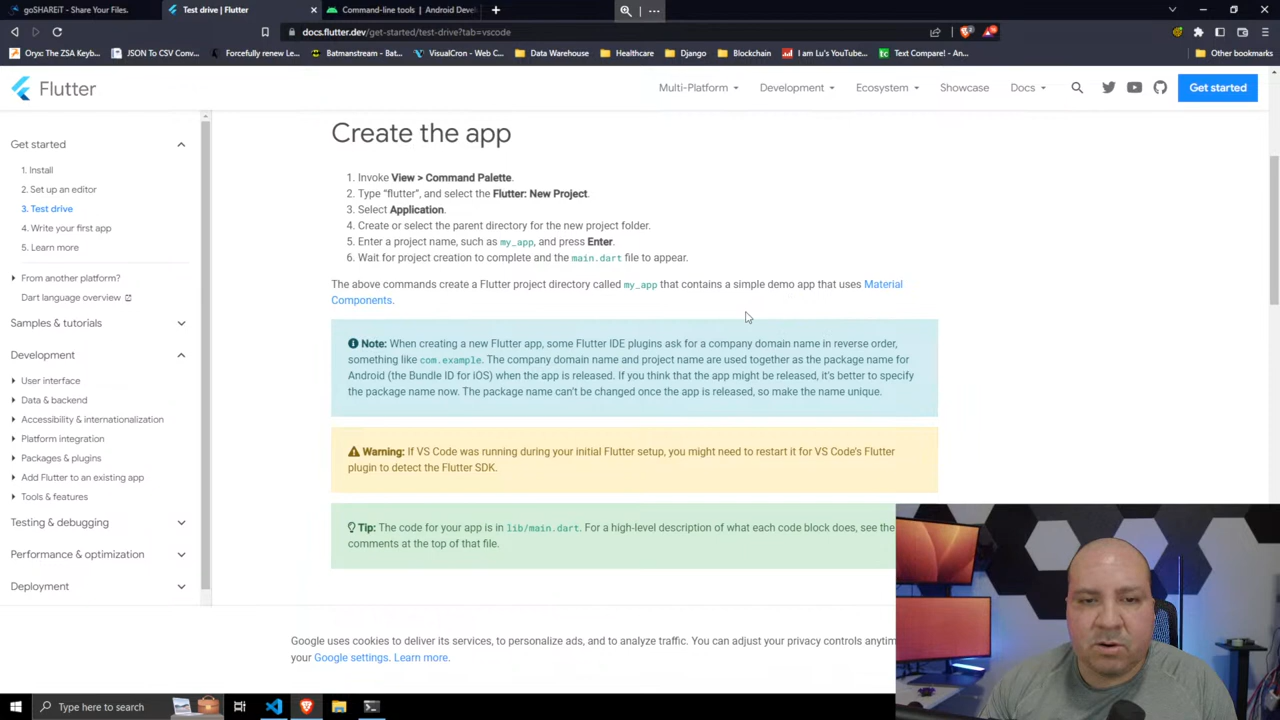 goSHAREiT - Share Your Files.
Test drive | Flutter
Command-line tools | Android Devel
docs.flutter.dev/get-started/test-drive?tab=vscode
Oryx: The ZSA Keyb...
JSON To CSV Conv...
Forcefully renew Le...
Batmanstream - Bat...
VisualCron - Web C...
Data Warehouse
Healthcare
Django
Blockchain
I am Lu's YouTube...
Text Compare! - An...
Other bookmarks
Flutter
Multi-Platform
Development
Ecosystem
Showcase
Docs
Get started
Get started
1. Install
2. Set up an editor
3. Test drive
4. Write your first app
5. Learn more
From another platform?
Dart language overview
Samples & tutorials
Development
User interface
Data & backend
Accessibility & internationalization
Platform integration
Packages & plugins
Add Flutter to an existing app
Tools & features
Testing & debugging
Performance & optimization
Deployment
Create the app
1. Invoke View > Command Palette.
2. Type “flutter”, and select the Flutter: New Project.
3. Select Application.
4. Create or select the parent directory for the new project folder.
5. Enter a project name, such as my_app, and press Enter.
6. Wait for project creation to complete and the main.dart file to appear.
The above commands create a Flutter project directory called my_app that contains a simple demo app that uses Material
Components.
Note: When creating a new Flutter app, some Flutter IDE plugins ask for a company domain name in reverse order,
something like com.example. The company domain name and project name are used together as the package name for
Android (the Bundle ID for iOS) when the app is released. If you think that the app might be released, it's better to specify
the package name now. The package name can't be changed once the app is released, so make the name unique.
Warning: If VS Code was running during your initial Flutter setup, you might need to restart it for VS Code's Flutter
plugin to detect the Flutter SDK.
Tip: The code for your app is in lib/main.dart. For a high-level description of what each code block does, see the
comments at the top of that file.
Google uses cookies to deliver its services, to personalize ads, and to analyze traffic. You can adjust your privacy controls anytim
your Google settings. Learn more.
Type here to search